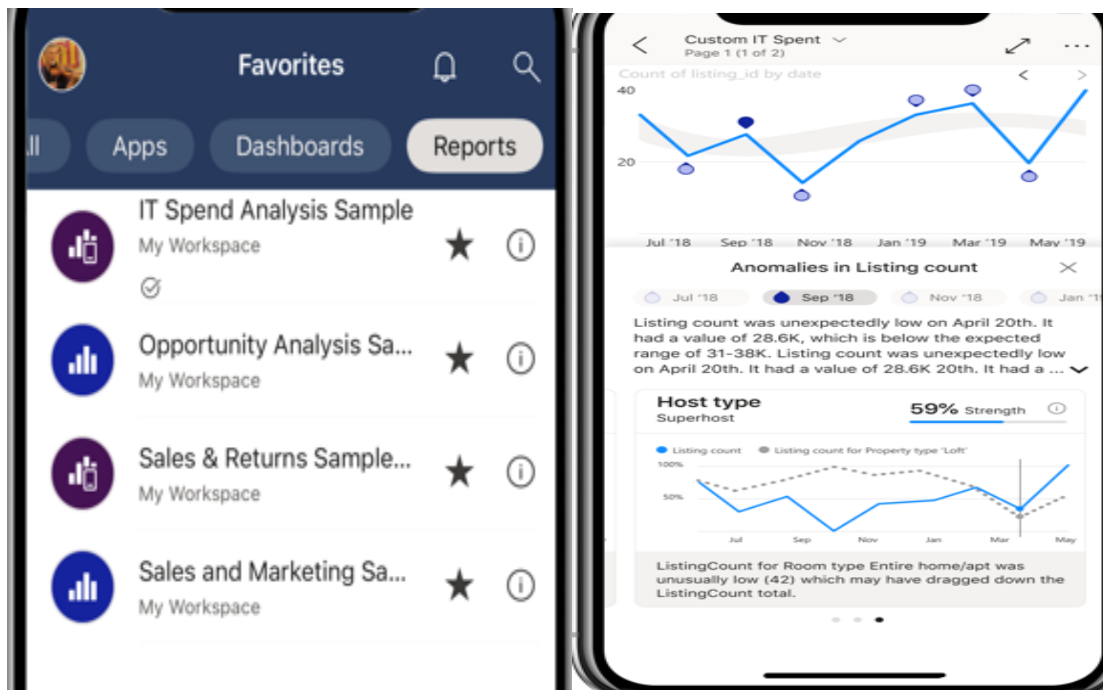 Favorites
ll
Apps
Dashboards
Reports
IT Spend Analysis Sample
My Workspace
Opportunity Analysis Sa...
My Workspace
Sales & Returns Sample...
My Workspace
Sales and Marketing Sa...
My Workspace
Custom IT Spent
Page 1 (1 of 2)
Count of listing_id by date
40
20
Jul '18 Sep '18 Nov '18 Jan '19 Mar '19 May '19
Anomalies in Listing count
Jul '18 Sep '18 Nov '18 Jan '1
Listing count was unexpectedly low on April 20th. It
had a value of 28.6K, which is below the expected
range of 31-38K. Listing count was unexpectedly low
on April 20th. It had a value of 28.6K 20th. It had a ...
Host type
Superhost
59% Strength
Listing count Listing count for Property type 'Loft'
100%
50%
Jul Sep Nov Jan Mar May
ListingCount for Room type Entire home/apt was
unusually low (42) which may have dragged down the
ListingCount total.